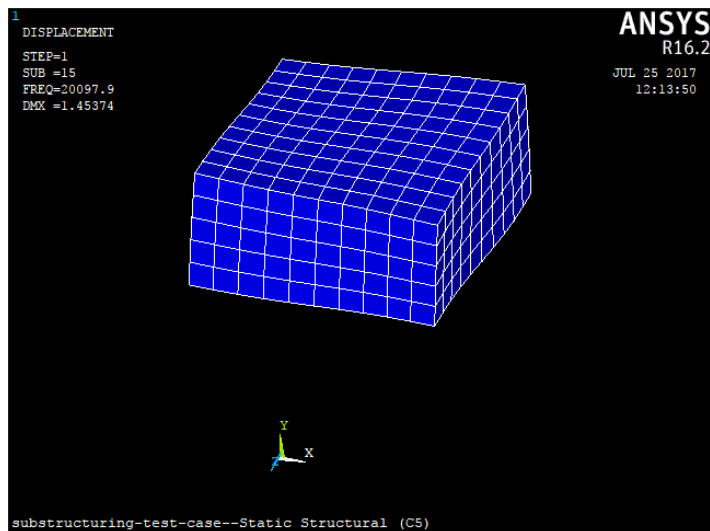 1
DISPLACEMENT
STEP=1
SUB =15
FREQ=20097.9
DMX =1.45374
ANSYS
R16.2
JUL 25 2017
12:13:50
Y
X
Z
substructuring-test-case--Static Structural (C5)